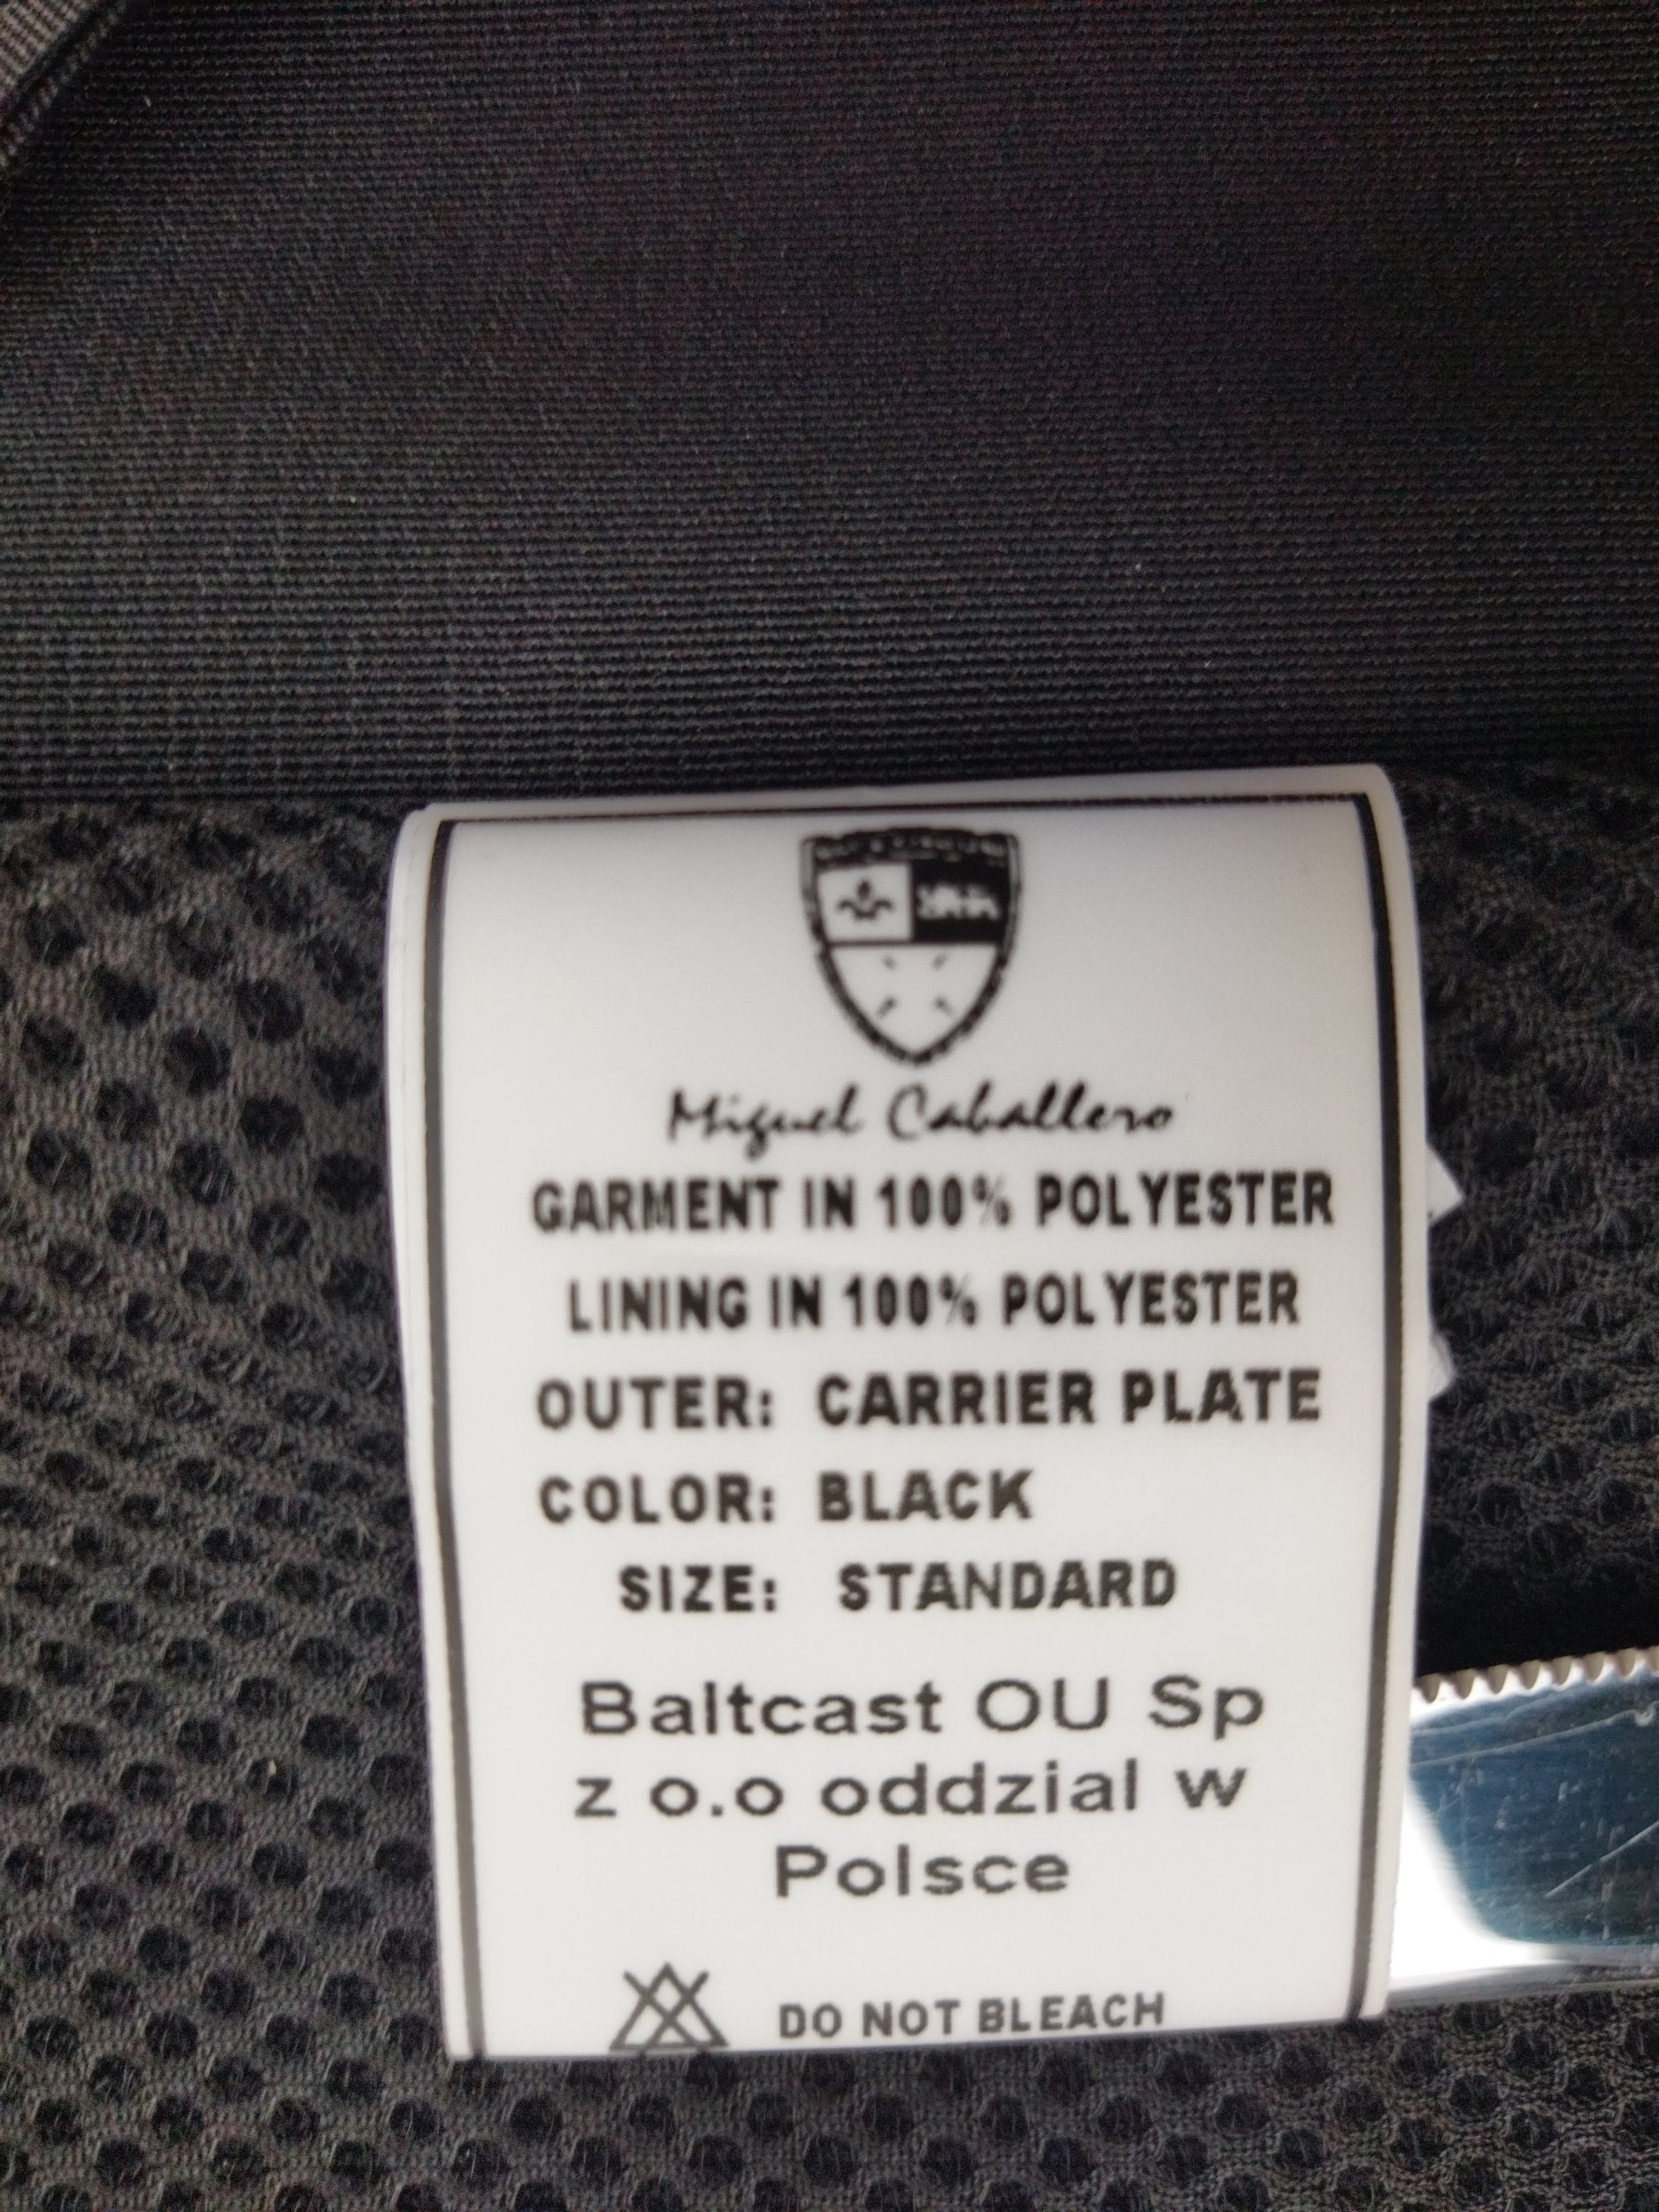 Miguel Caballero
GARMENT IN 100% POLYESTER
LINING IN 100% POLYESTER
OUTER: CARRIER PLATE
COLOR: BLACK
SIZE: STANDARD
Baltcast OU Sp
z o.o oddzial w
Polsce
DO NOT BLEACH